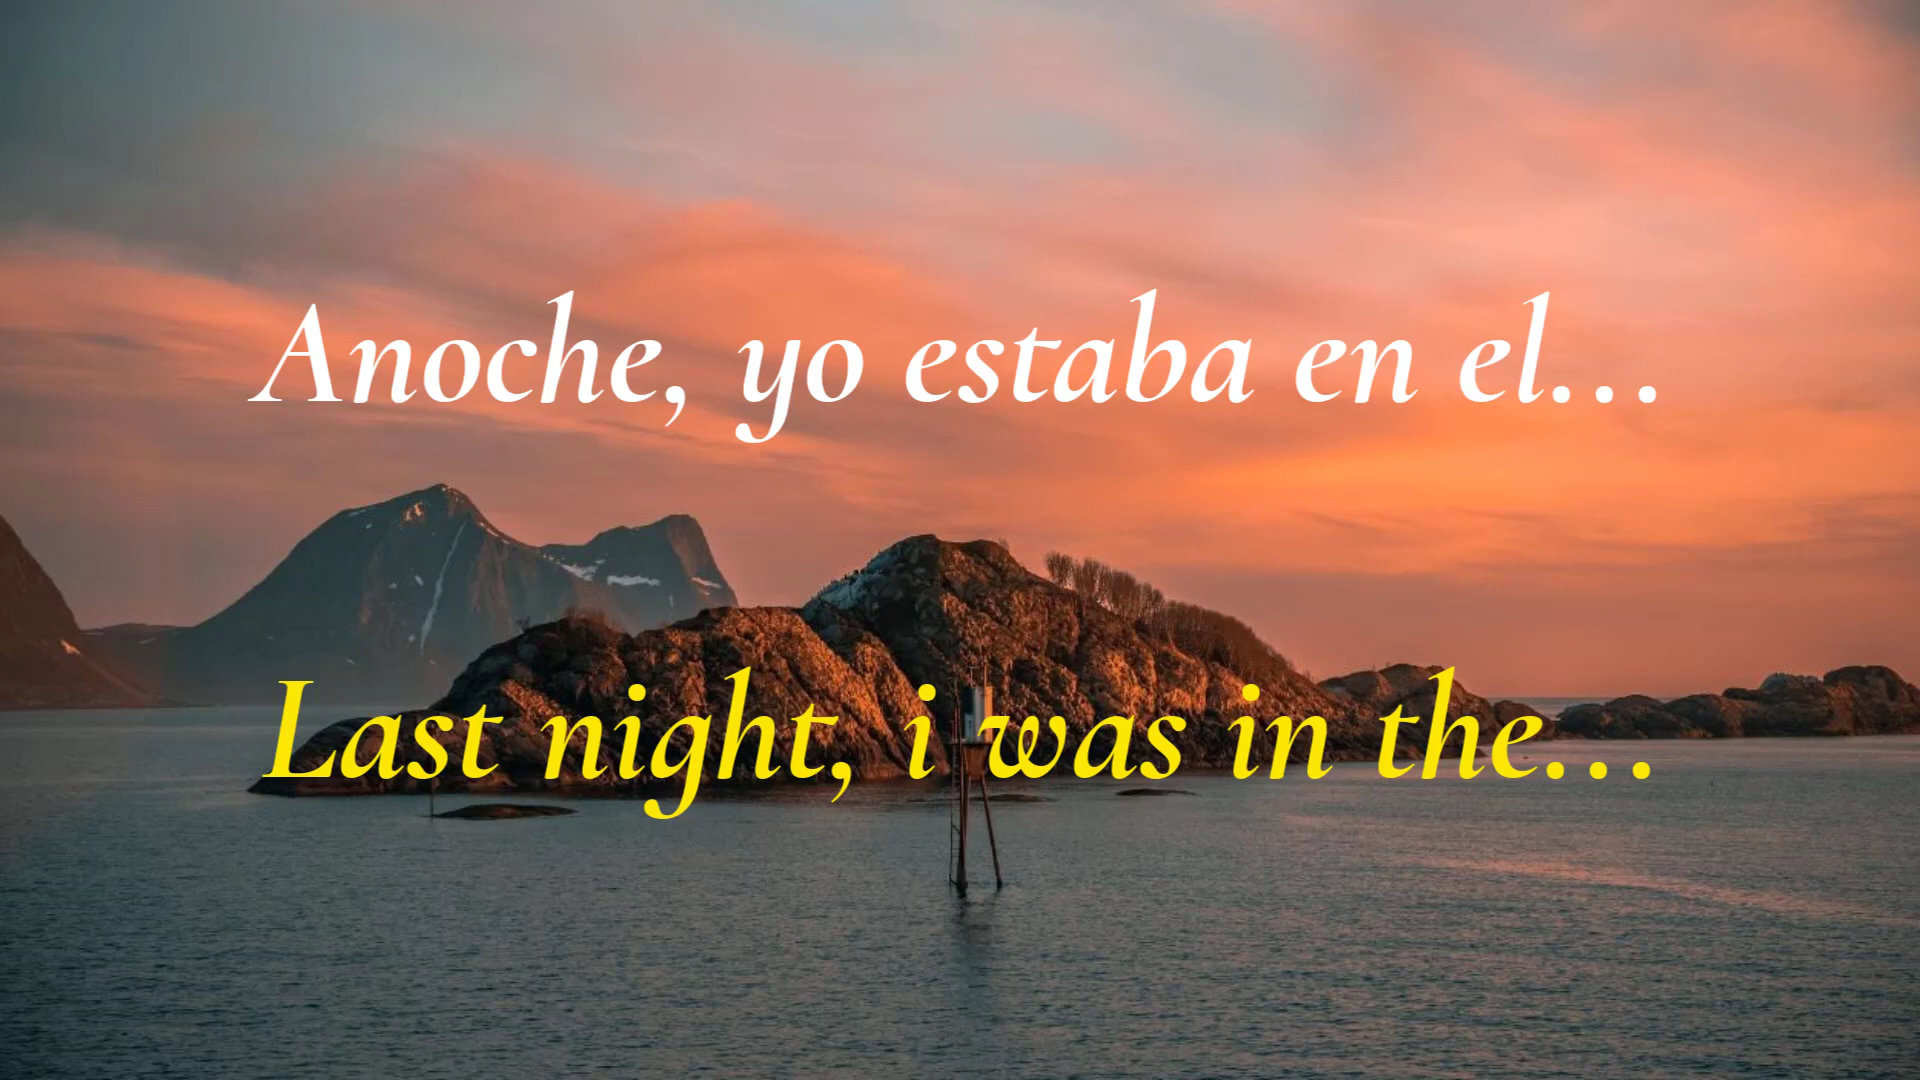 Anoche, yo estaba en el...
Last night, i was in the...